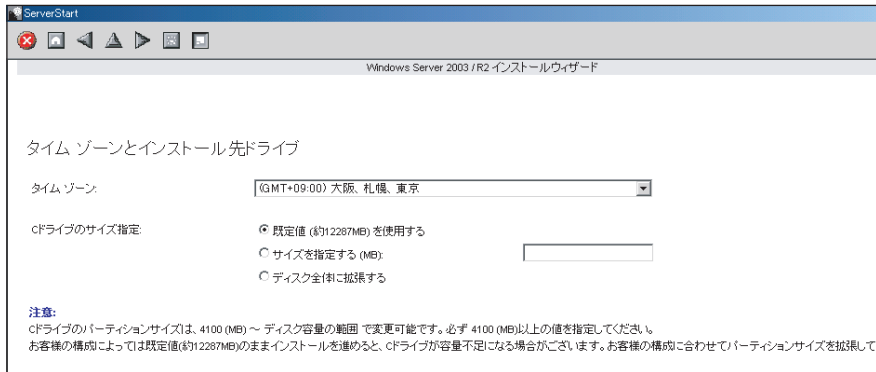 ServerStart
Windows Server 2003 / R2 インストールウィザード
タイム ゾーンとインストール先ドライブ
タイム ゾーン:
(GMT+09:00) 大阪、札幌、東京
Cドライブのサイズ指定:
既定値 (約12287MB) を使用する
サイズを指定する (MB):
ディスク全体に拡張する
注意:
Cドライブのパーティションサイズは、4100 (MB) ～ ディスク容量の範囲 で変更可能です。必ず 4100 (MB)以上の値を指定してください。
お客様の構成によっては既定値(約12287MB)のままインストールを進めると、Cドライブが容量不足になる場合がございます。お客様の構成に合わせてパーティションサイズを拡張して